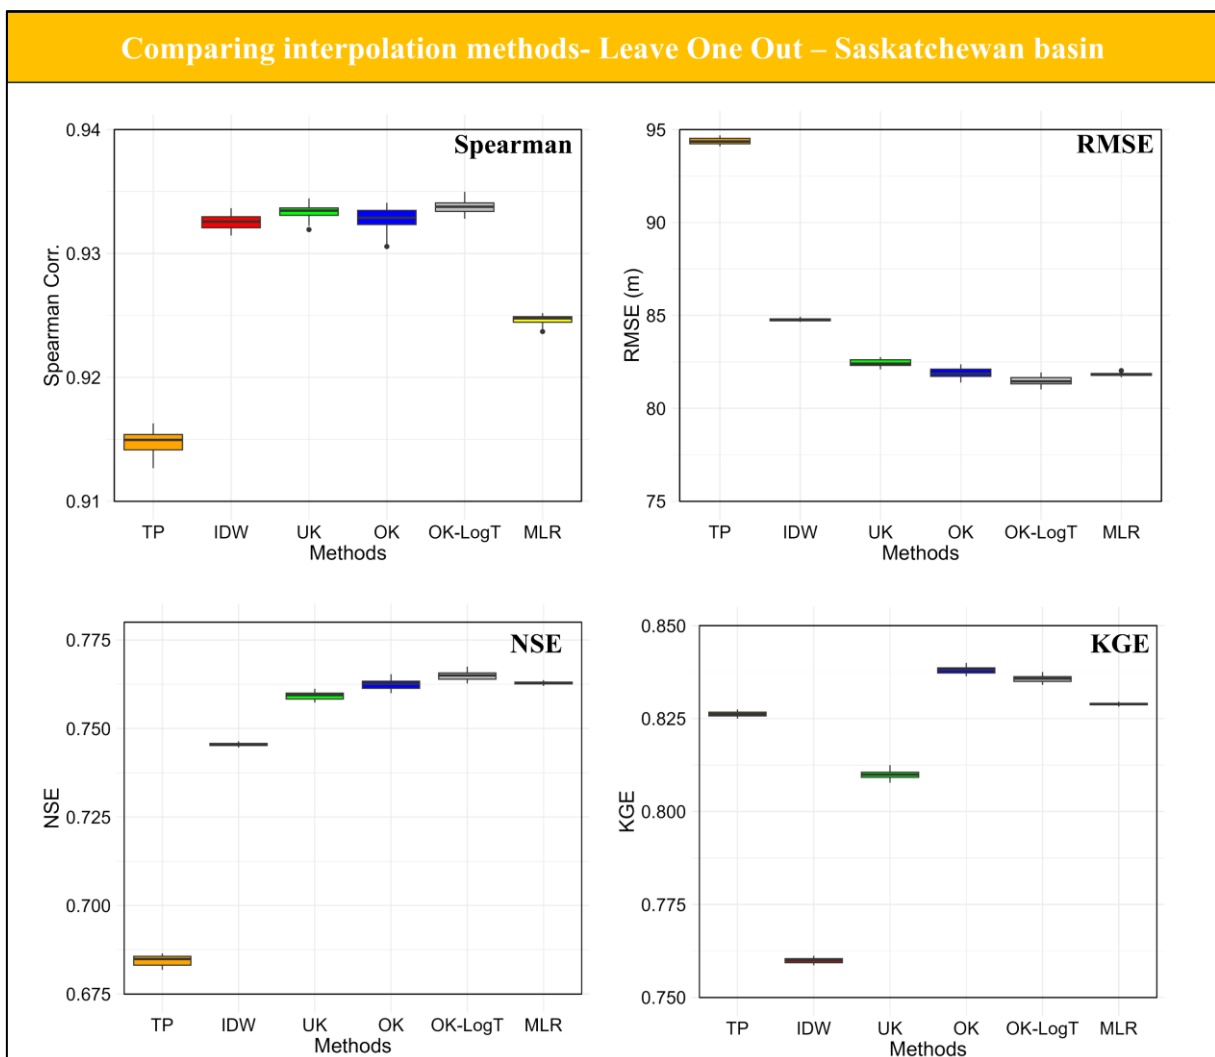 Comparing interpolation methods- Leave One Out – Saskatchewan basin
Spearman
Spearman Corr.
0.94
0.93
0.92
0.91
TP IDW UK OK OK-LogT MLR
Methods
RMSE
RMSE (m)
95
90
85
80
75
TP IDW UK OK OK-LogT MLR
Methods
NSE
NSE
0.775
0.750
0.725
0.700
0.675
TP IDW UK OK OK-LogT MLR
Methods
KGE
KGE
0.850
0.825
0.800
0.775
0.750
TP IDW UK OK OK-LogT MLR
Methods